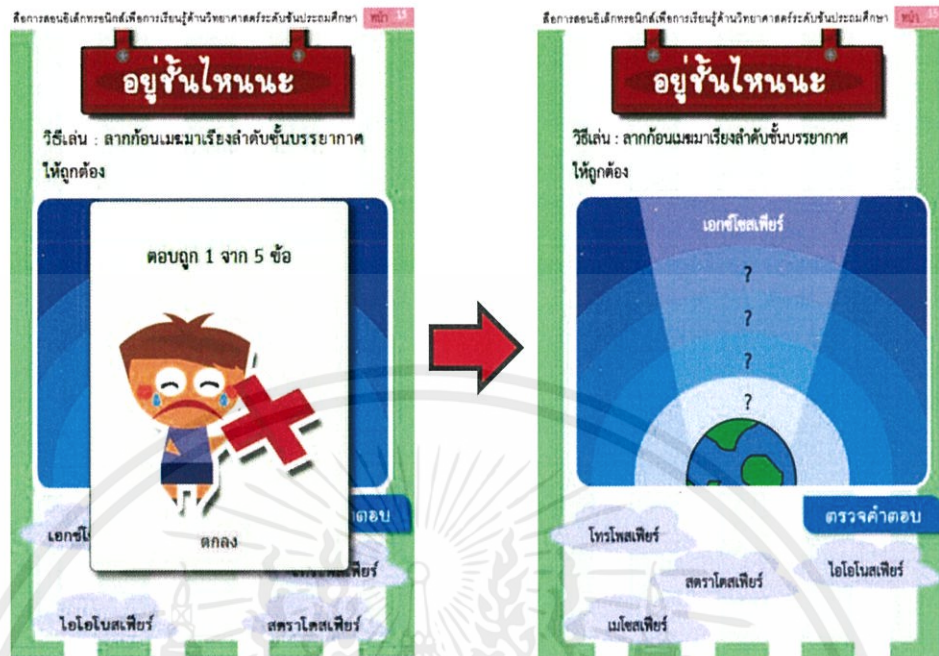 สื่อการสอนอิเล็กทรอนิกส์เพื่อการเรียนรู้ด้านวิทยาศาสตร์ระดับชั้นประถมศึกษา หน้า
อยู่ชั้นไหนนะ
วิธีเล่น : ลากก้อนเมฆมาเรียงลำดับชั้นบรรยากาศ
ให้ถูกต้อง
ตอบถูก 1 จาก 5 ข้อ
ตกลง
ไอโอโนสเฟียร์
สตราโตสเฟียร์
สื่อการสอนอิเล็กทรอนิกส์เพื่อการเรียนรู้ด้านวิทยาศาสตร์ระดับชั้นประถมศึกษา หน้า
อยู่ชั้นไหนนะ
วิธีเล่น : ลากก้อนเมฆมาเรียงลำดับชั้นบรรยากาศ
ให้ถูกต้อง
เอกซ์โซสเฟียร์
?
?
?
?
ตรวจคำตอบ
โทรโพสเฟียร์
ไอโอโนสเฟียร์
สตราโตสเฟียร์
เมโซสเฟียร์